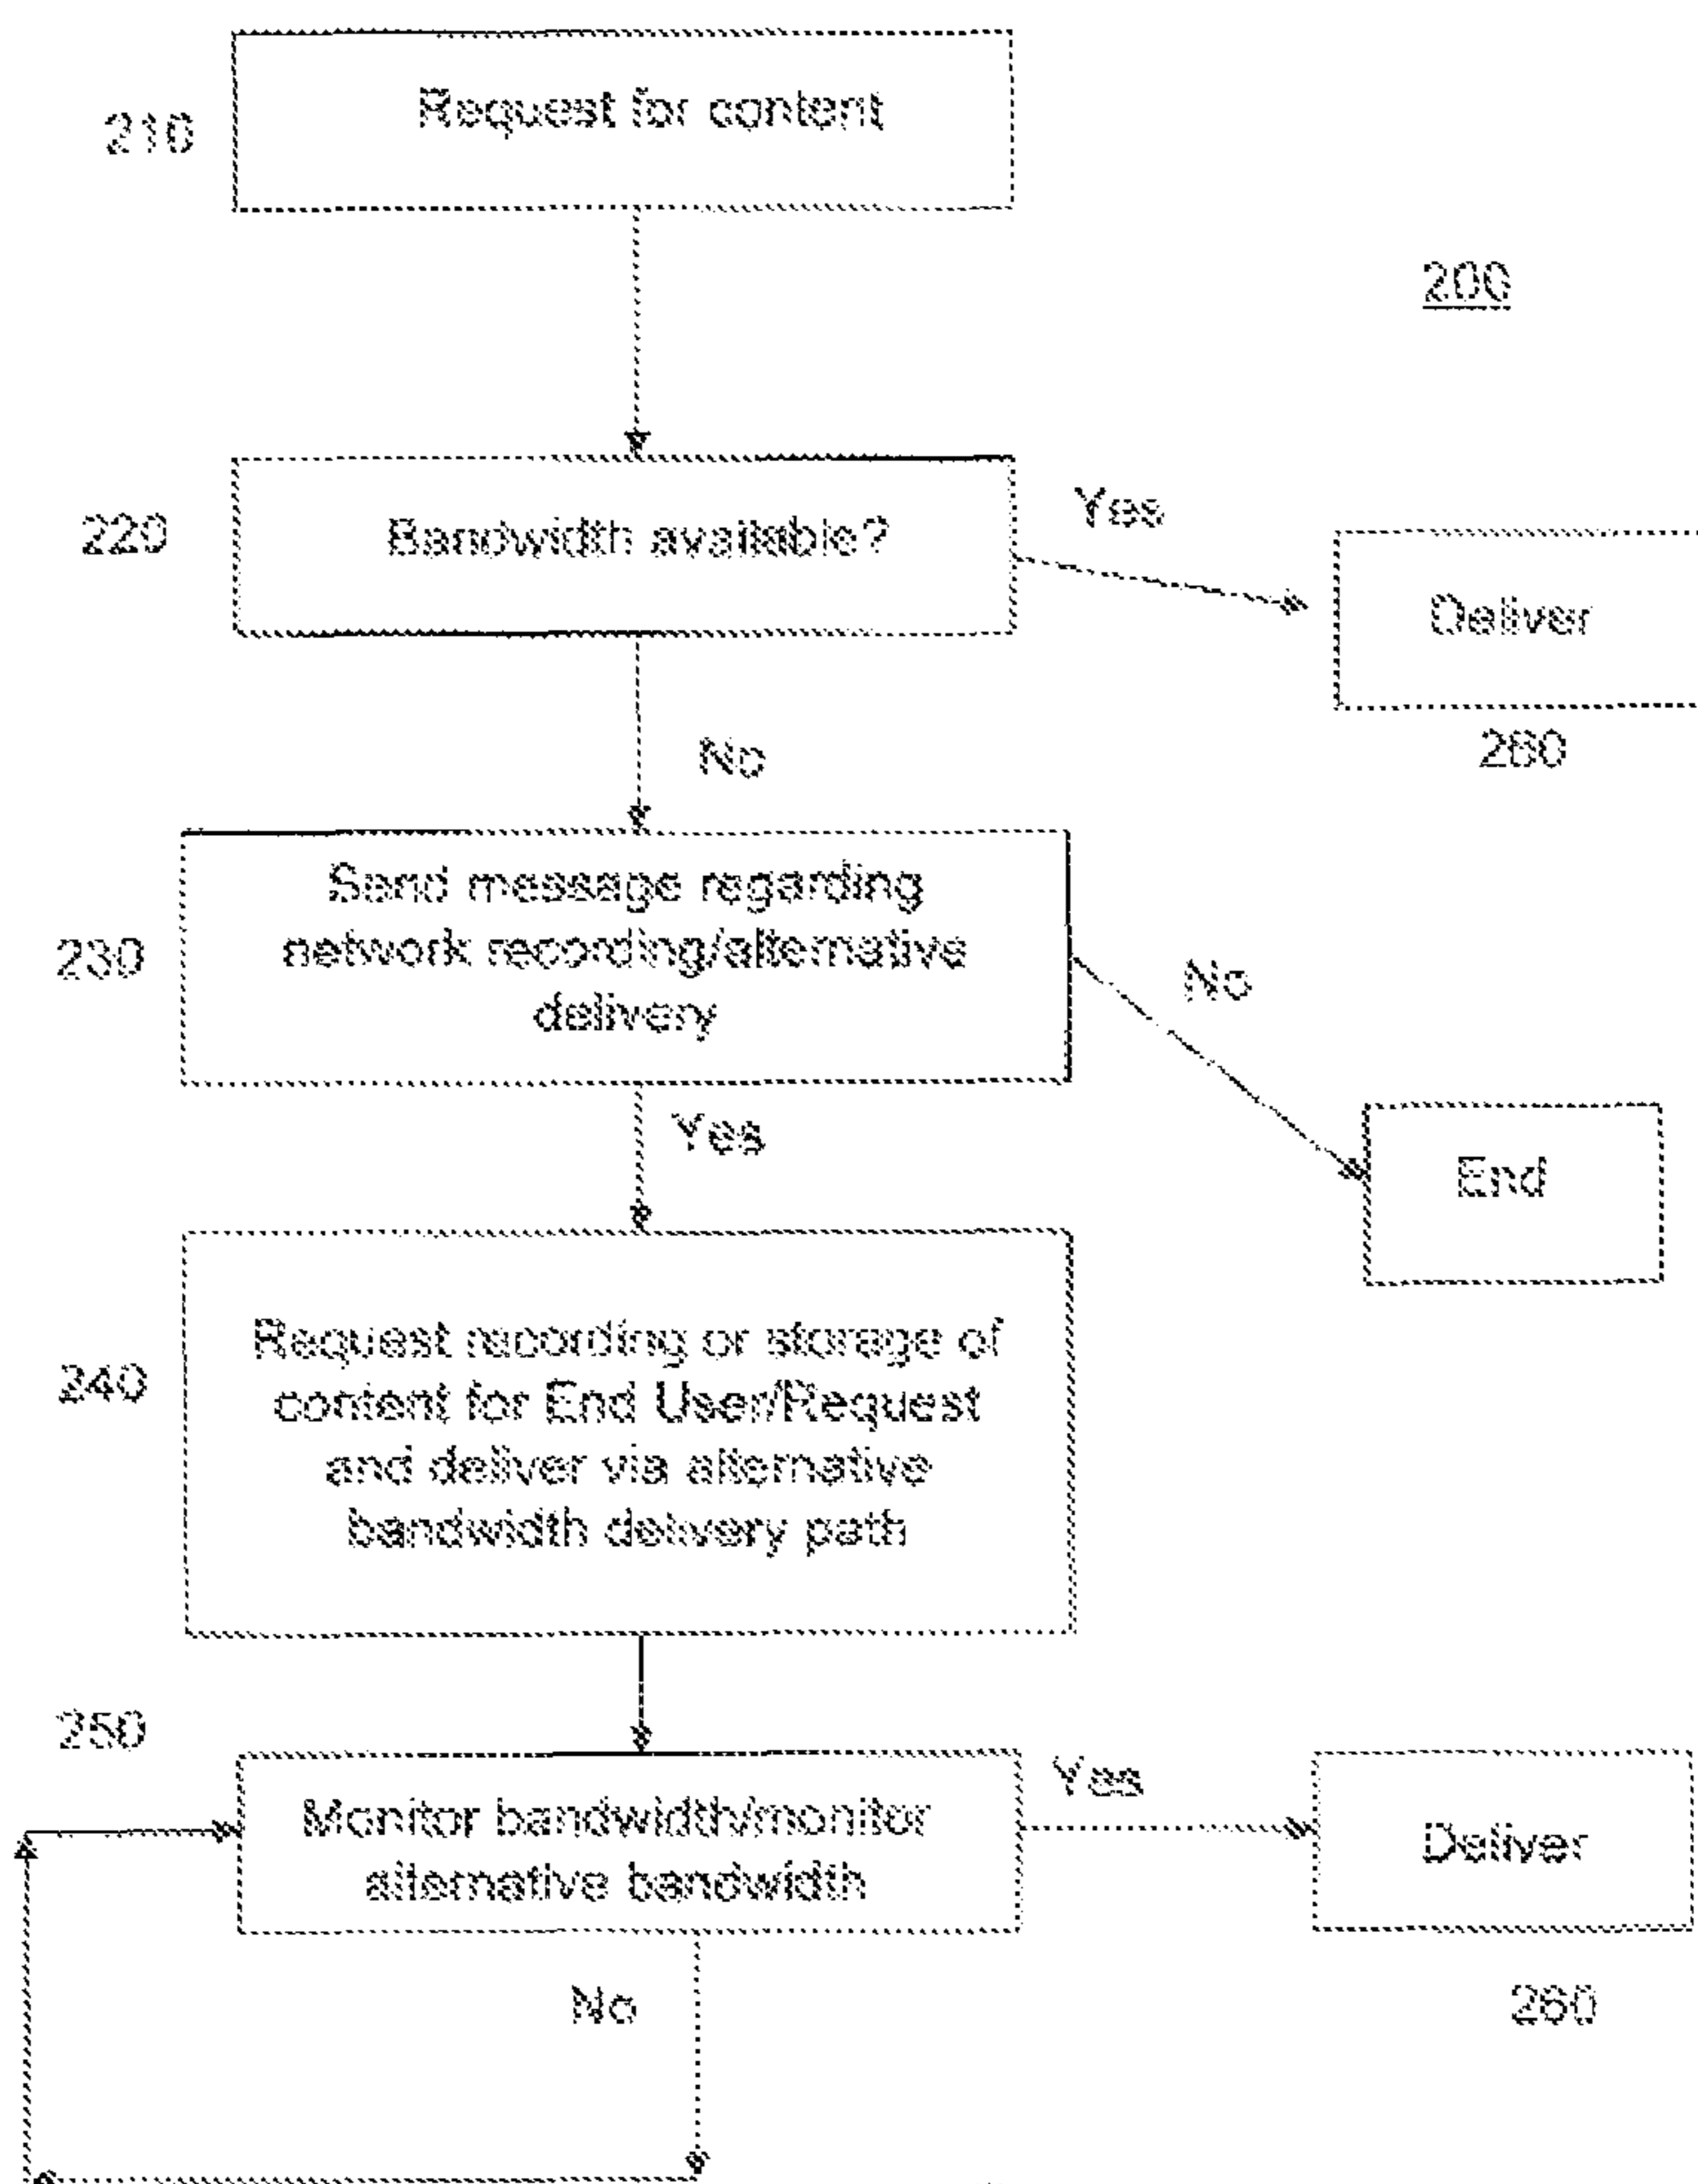 Request for content
210
200
Bandwidth available?
Yes
220
Deliver
260
No
Send message regarding
network recording/alternative
delivery
230
No
Yes
End
Request recording or storage of
content for End User/Request
and deliver via alternative
bandwidth delivery path
240
250
Yes
Monitor bandwidth/monitor
alternative bandwidth
Deliver
No
260